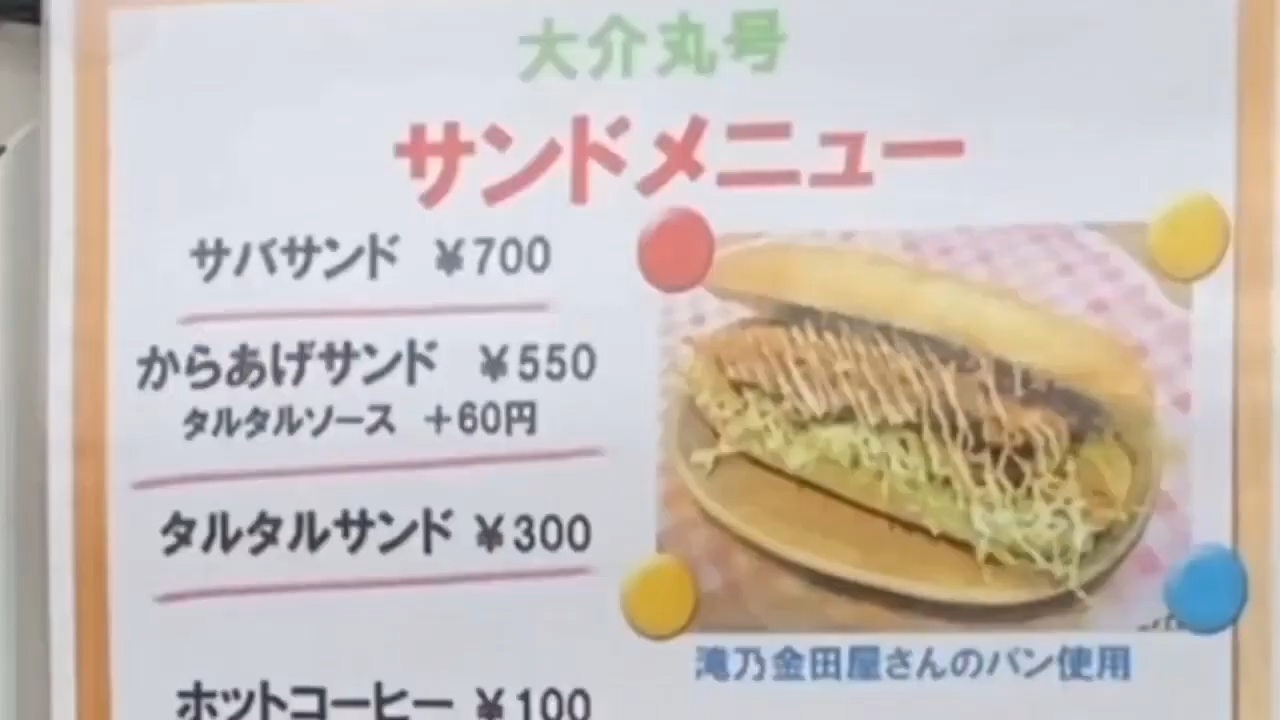 大介丸号
サンドメニュー
サバサンド ¥700
からあげサンド ¥550
タルタルソース +60円
タルタルサンド ¥300
ホットコーヒー ¥100
滝乃金田屋さんのパン使用